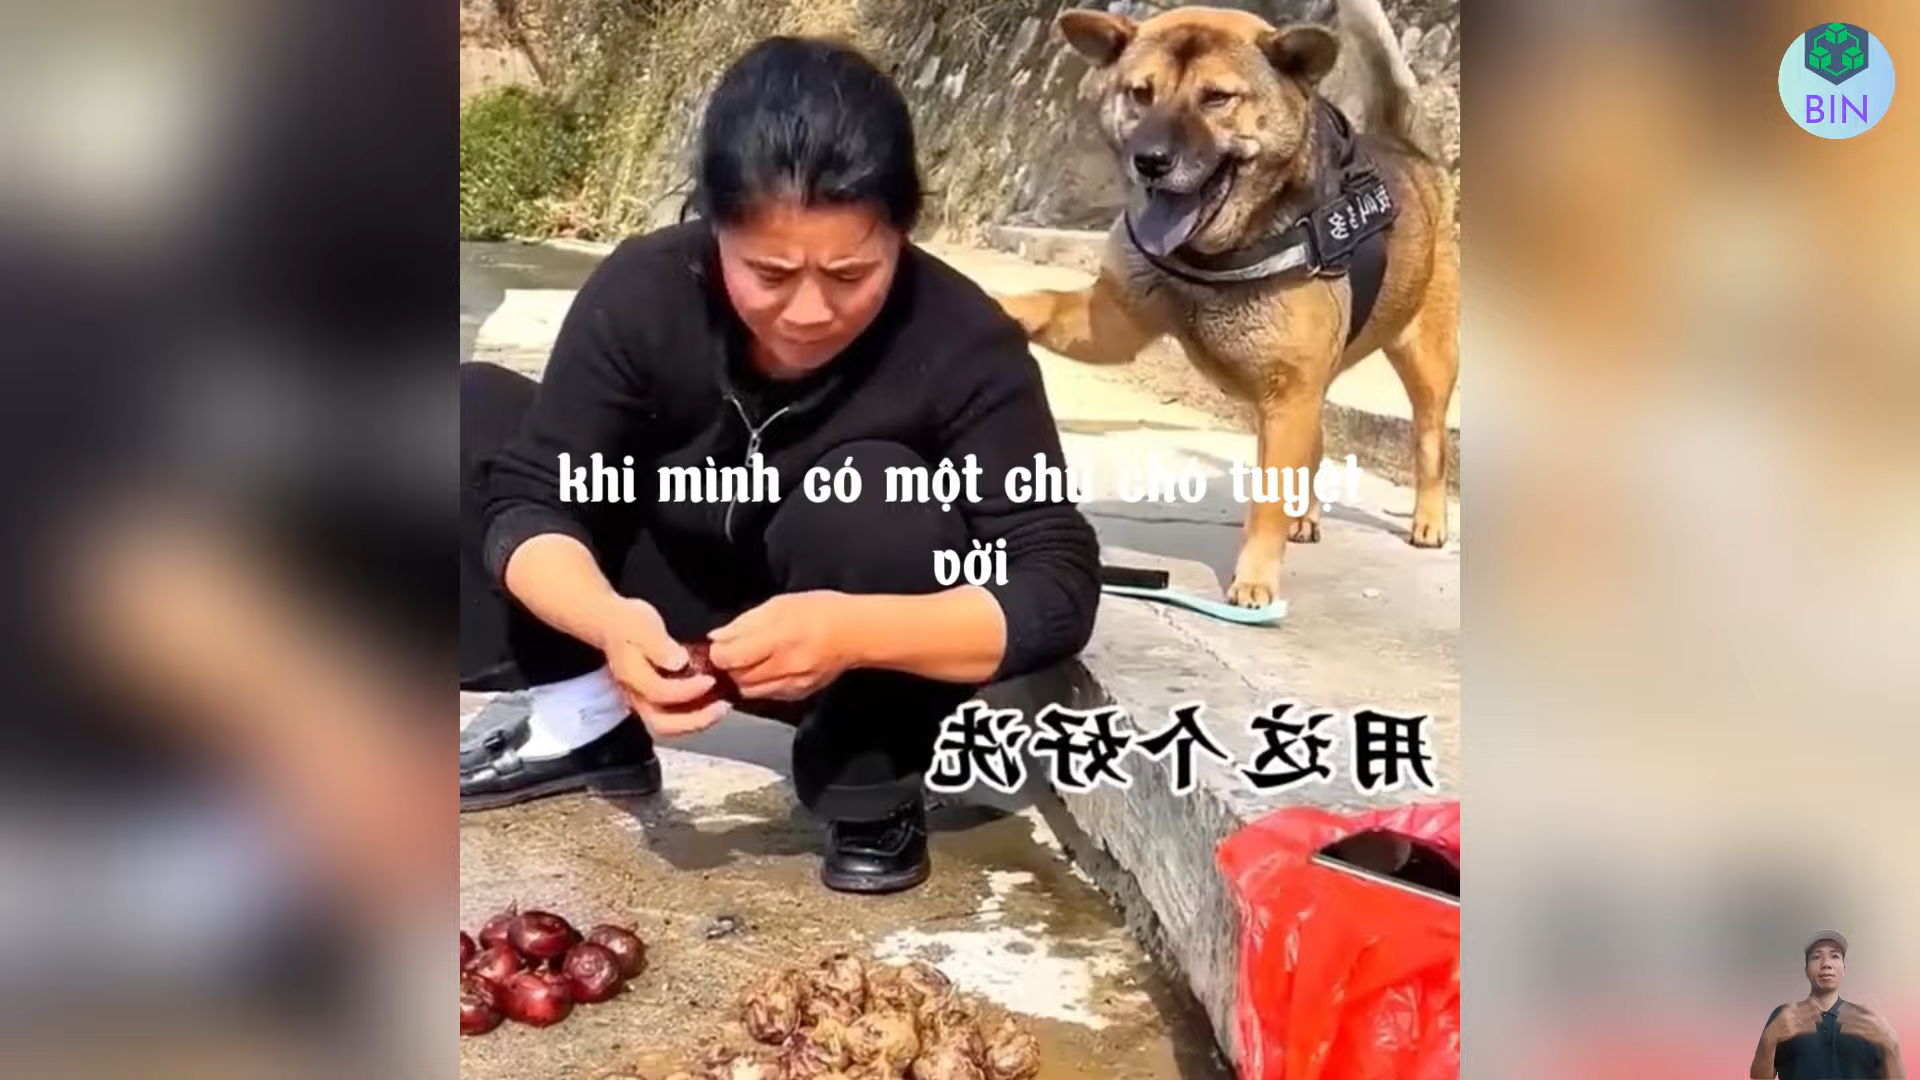 BIN
khi mình có một chú chó tuyệt
vời
用这个好洗